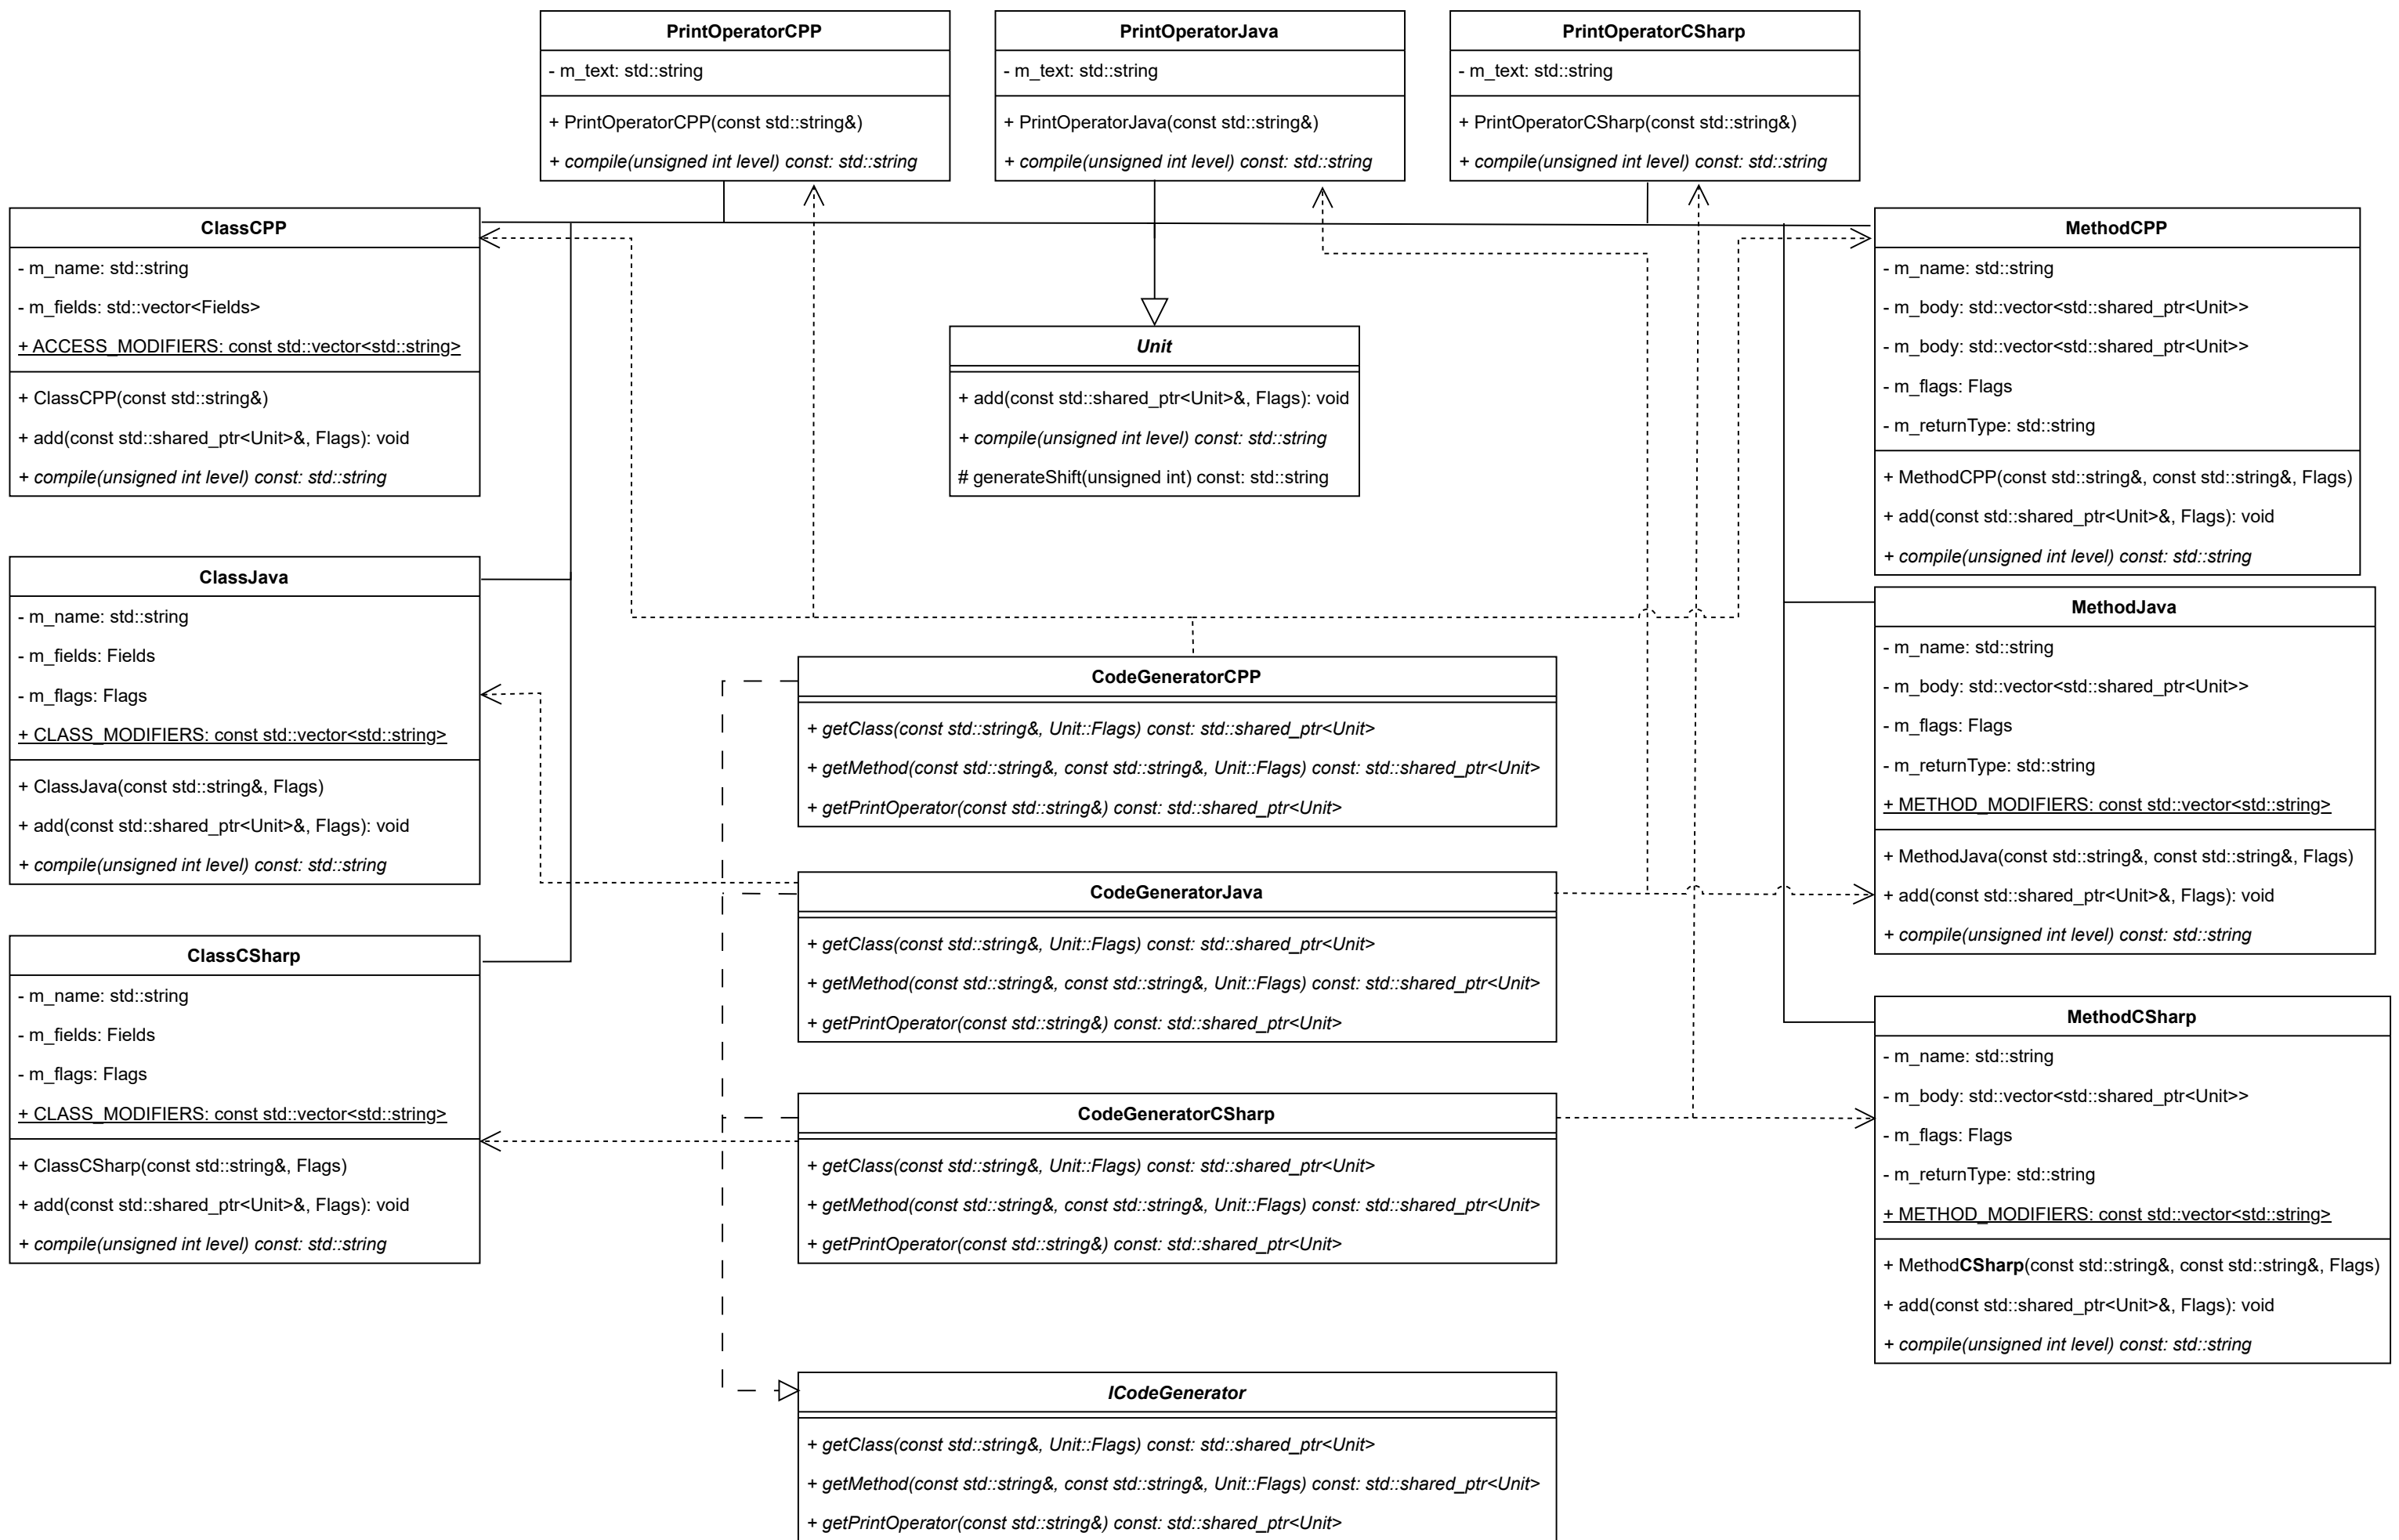 PrintOperatorCPP
- m_text: std::string
+ PrintOperatorCPP(const std::string&)
+ compile(unsigned int level) const: std::string
PrintOperatorJava
- m_text: std::string
+ PrintOperatorJava(const std::string&)
+ compile(unsigned int level) const: std::string
PrintOperatorCSharp
- m_text: std::string
+ PrintOperatorCSharp(const std::string&)
+ compile(unsigned int level) const: std::string
ClassCPP
- m_name: std::string
- m_fields: std::vector<Fields>
+ ACCESS_MODIFIERS: const std::vector<std::string>
+ ClassCPP(const std::string&)
+ add(const std::shared_ptr<Unit>&, Flags): void
+ compile(unsigned int level) const: std::string
Unit
+ add(const std::shared_ptr<Unit>&, Flags): void
+ compile(unsigned int level) const: std::string
# generateShift(unsigned int) const: std::string
MethodCPP
- m_name: std::string
- m_body: std::vector<std::shared_ptr<Unit>>
- m_body: std::vector<std::shared_ptr<Unit>>
- m_flags: Flags
- m_returnType: std::string
+ MethodCPP(const std::string&, const std::string&, Flags)
+ add(const std::shared_ptr<Unit>&, Flags): void
+ compile(unsigned int level) const: std::string
ClassJava
- m_name: std::string
- m_fields: Fields
- m_flags: Flags
+ CLASS_MODIFIERS: const std::vector<std::string>
+ ClassJava(const std::string&, Flags)
+ add(const std::shared_ptr<Unit>&, Flags): void
+ compile(unsigned int level) const: std::string
CodeGeneratorCPP
+ getClass(const std::string&, Unit::Flags) const: std::shared_ptr<Unit>
+ getMethod(const std::string&, const std::string&, Unit::Flags) const: std::shared_ptr<Unit>
+ getPrintOperator(const std::string&) const: std::shared_ptr<Unit>
MethodJava
- m_name: std::string
- m_body: std::vector<std::shared_ptr<Unit>>
- m_flags: Flags
- m_returnType: std::string
+ METHOD_MODIFIERS: const std::vector<std::string>
+ MethodJava(const std::string&, const std::string&, Flags)
+ add(const std::shared_ptr<Unit>&, Flags): void
+ compile(unsigned int level) const: std::string
CodeGeneratorJava
+ getClass(const std::string&, Unit::Flags) const: std::shared_ptr<Unit>
+ getMethod(const std::string&, const std::string&, Unit::Flags) const: std::shared_ptr<Unit>
+ getPrintOperator(const std::string&) const: std::shared_ptr<Unit>
ClassCSharp
- m_name: std::string
- m_fields: Fields
- m_flags: Flags
+ CLASS_MODIFIERS: const std::vector<std::string>
+ ClassCSharp(const std::string&, Flags)
+ add(const std::shared_ptr<Unit>&, Flags): void
+ compile(unsigned int level) const: std::string
CodeGeneratorCSharp
+ getClass(const std::string&, Unit::Flags) const: std::shared_ptr<Unit>
+ getMethod(const std::string&, const std::string&, Unit::Flags) const: std::shared_ptr<Unit>
+ getPrintOperator(const std::string&) const: std::shared_ptr<Unit>
MethodCSharp
- m_name: std::string
- m_body: std::vector<std::shared_ptr<Unit>>
- m_flags: Flags
- m_returnType: std::string
+ METHOD_MODIFIERS: const std::vector<std::string>
+ MethodCSharp(const std::string&, const std::string&, Flags)
+ add(const std::shared_ptr<Unit>&, Flags): void
+ compile(unsigned int level) const: std::string
ICodeGenerator
+ getClass(const std::string&, Unit::Flags) const: std::shared_ptr<Unit>
+ getMethod(const std::string&, const std::string&, Unit::Flags) const: std::shared_ptr<Unit>
+ getPrintOperator(const std::string&) const: std::shared_ptr<Unit>